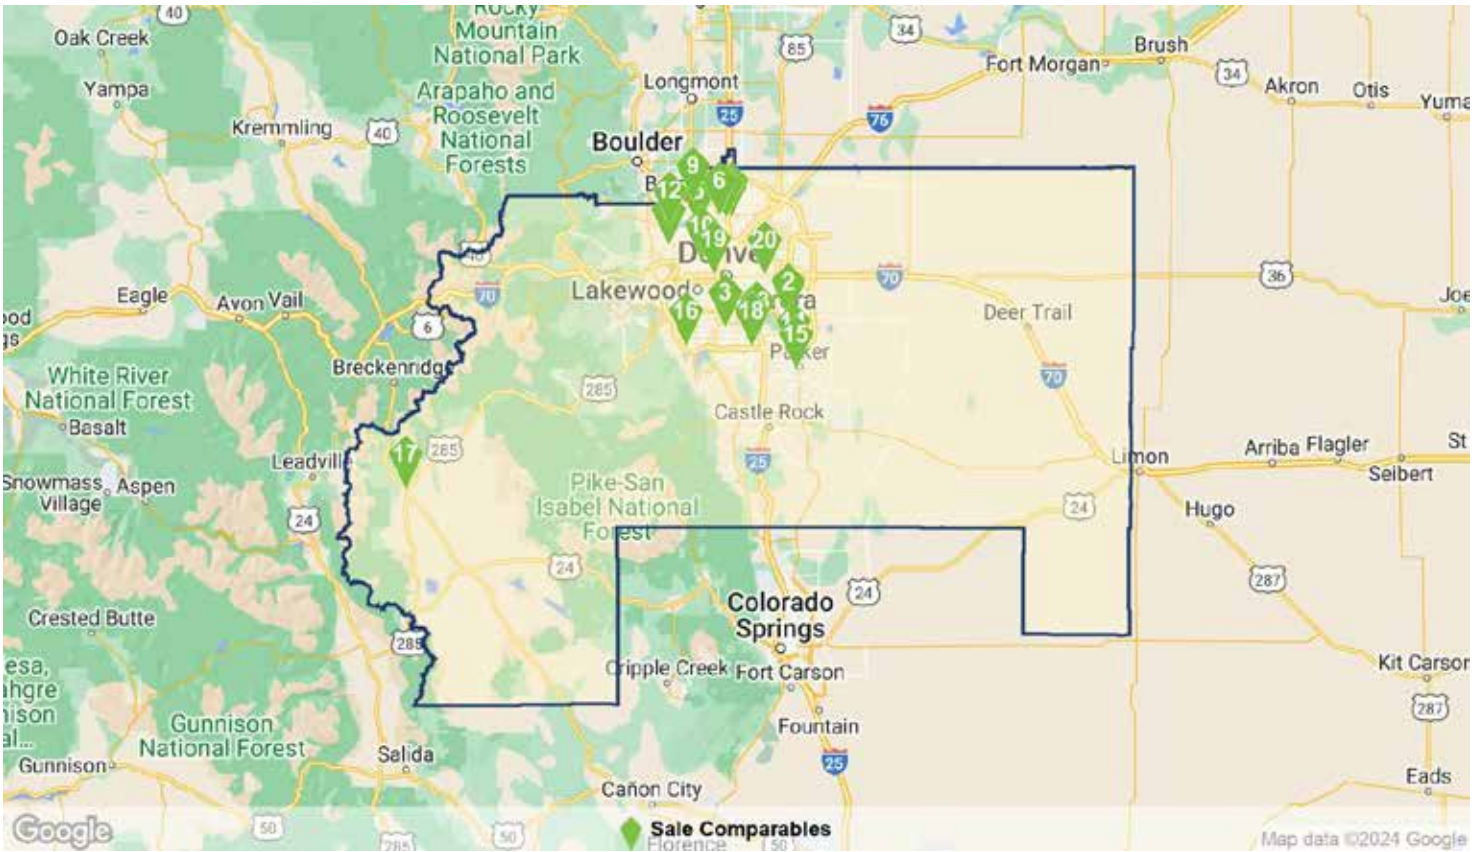 40
Rocky
Mountain
National Park
Oak Creek
Yampa
Kremmling
40
Arapaho and
Roosevelt
National
Forests
Longmont
25
Boulder
85
34
76
Fort Morgan
Brush
34
Akron
Otis
Yuma
9
6
12
5
10
19
20
Lakewood
2
3
18
16
15
70
70
36
Deer Trail
70
Eagle
Avon
Vail
6
Breckenridge
285
White River
National Forest
Basalt
Castle Rock
25
17
285
Leadville
Limon
Arriba
Flagler
Seibert
St
Snowmass
Village
Aspen
24
Pike-San
Isabel National
Forest
24
Hugo
24
24
287
Crested Butte
Colorado
Springs
285
Cripple Creek
Fort Carson
Kit Carson
287
Gunnison
National Forest
Fountain
Salida
25
Gunnison
Cañon City
Eads
50
50
285
50
Sale Comparables
Florence
Google
Map data ©2024 Google